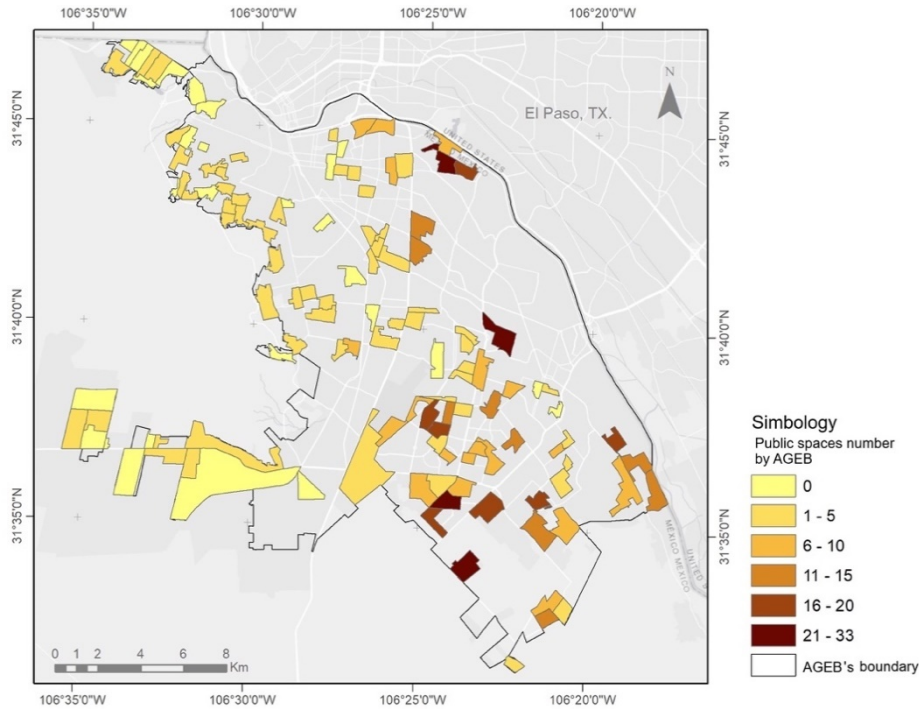 106°35'0"W 106°30'0"W 106°25'0"W 106°20'0"W
31°45'0"N
31°40'0"N
31°35'0"N
N
El Paso, TX.
UNITED STATES
31°45'0"N
31°40'0"N
31°35'0"N
MÉXICO MÉXICO
0 1 2 4 6 8
Km
106°35'0"W 106°30'0"W 106°25'0"W 106°20'0"W
Simbology
Public spaces number
by AGEB
0
1 - 5
6 - 10
11 - 15
16 - 20
21 - 33
AGEB's boundary